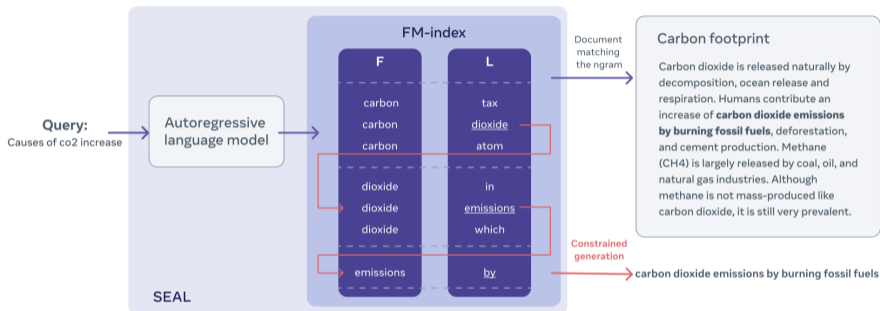 Query:
Causes of co2 increase
Autoregressive
language model
SEAL
FM-index
F
L
carbon
tax
carbon
dioxide
carbon
atom
dioxide
in
dioxide
emissions
dioxide
which
emissions
by
Document
matching
the ngram
Constrained
generation
Carbon footprint
Carbon dioxide is released naturally by
decomposition, ocean release and
respiration. Humans contribute an
increase of carbon dioxide emissions
by burning fossil fuels, deforestation,
and cement production. Methane
(CH4) is largely released by coal, oil, and
natural gas industries. Although
methane is not mass-produced like
carbon dioxide, it is still very prevalent.
carbon dioxide emissions by burning fossil fuels